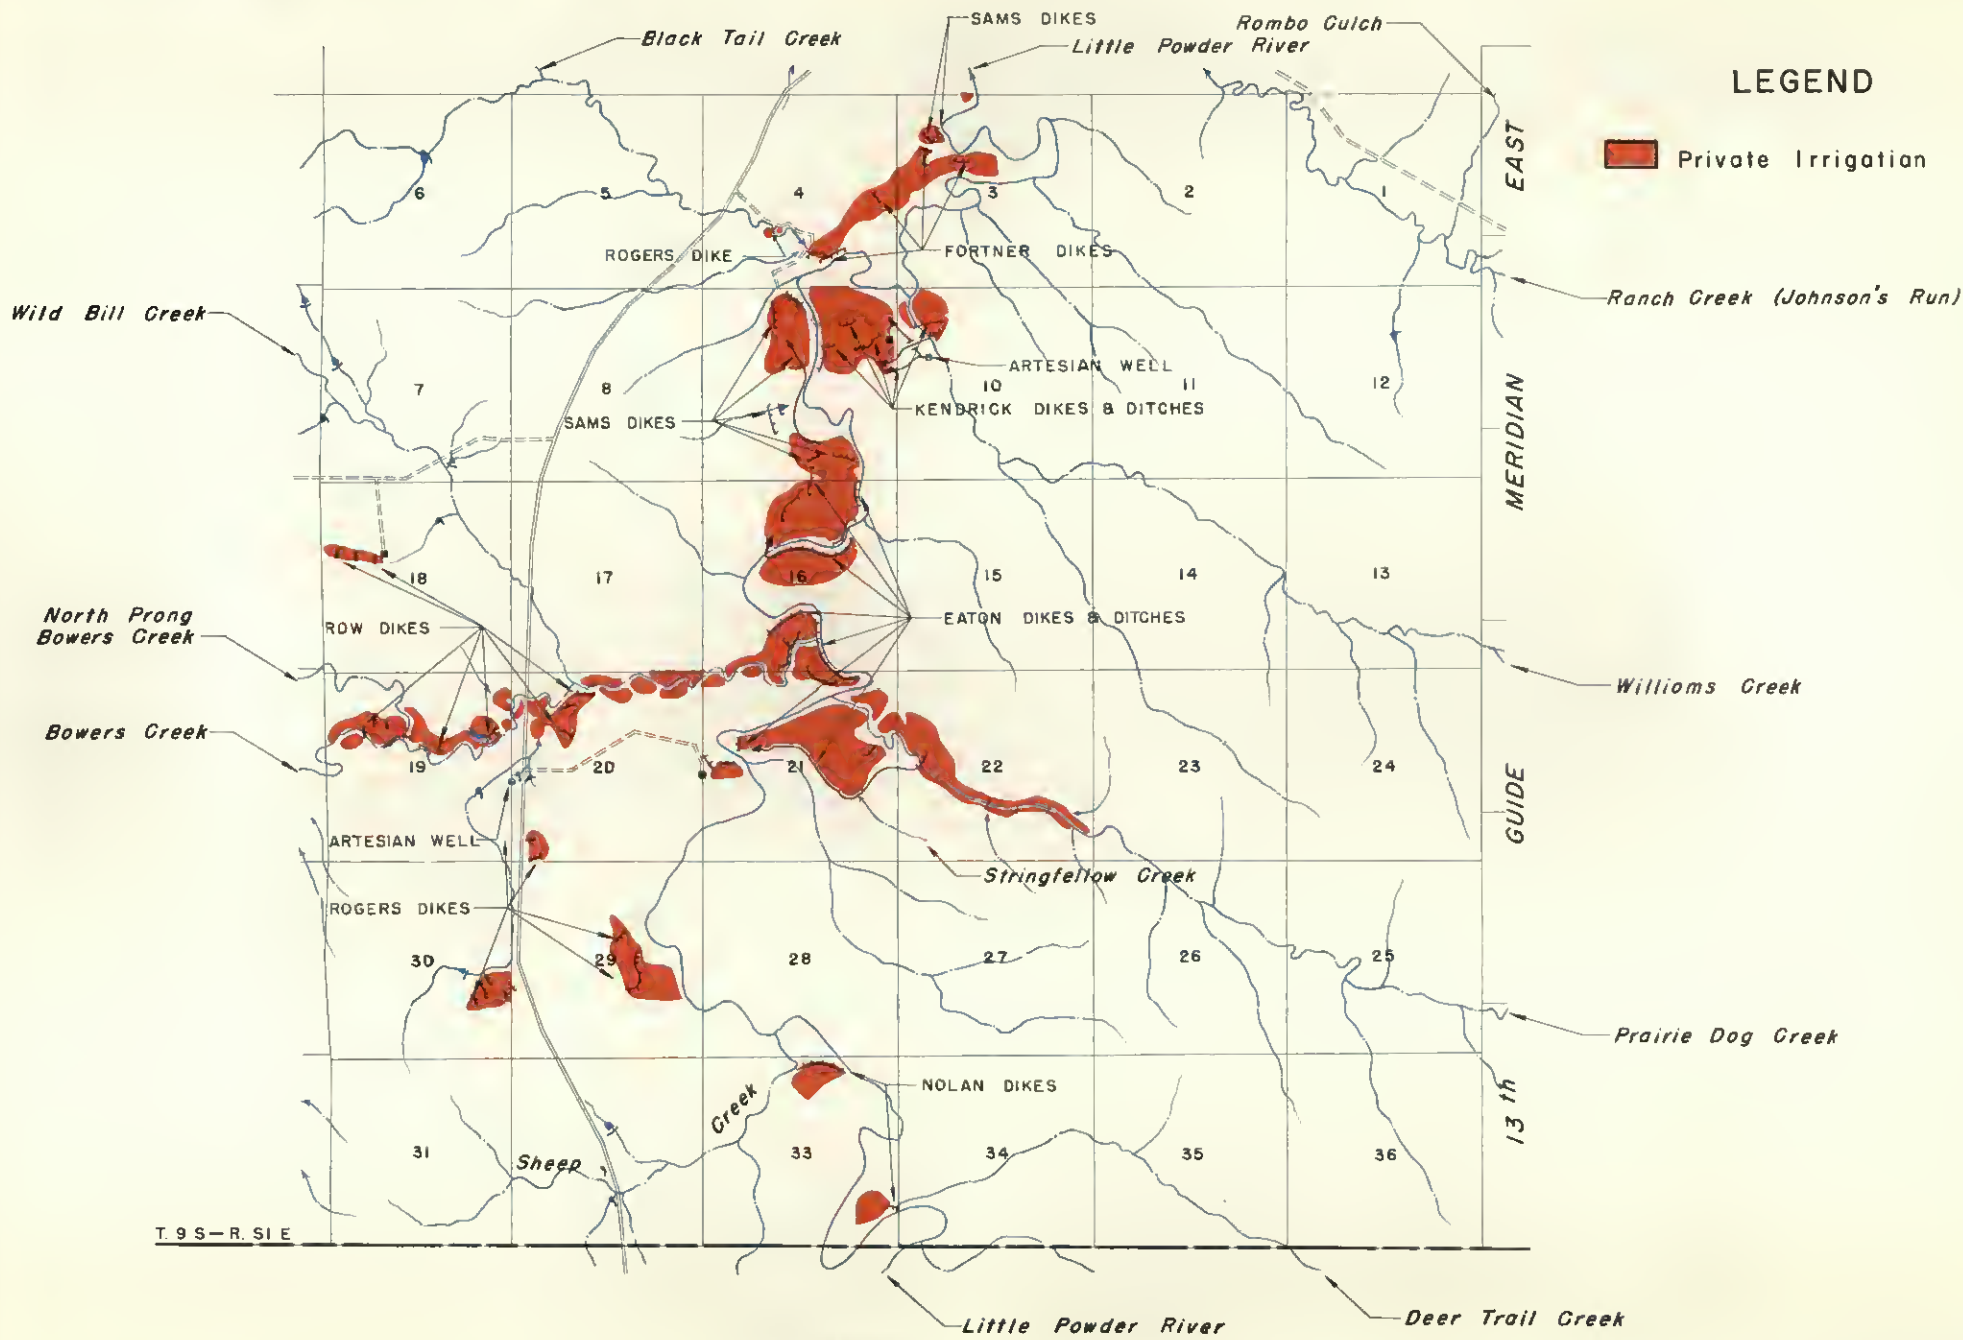 SAMS DIKES
Rombo Gulch
Black Tail Creek
Little Powder River
LEGEND
Private Irrigation
EAST
6
5
4
3
2
1
ROGERS DIKE
FORTNER DIKES
Ranch Creek (Johnson's Run)
Wild Bill Creek
ARTESIAN WELL
7
8
10
11
12
KENDRICK DIKES & DITCHES
SAMS DIKES
MERIDIAN
18
17
16
15
14
13
North Prong
Bowers Creek
ROW DIKES
EATON DIKES & DITCHES
Williams Creek
Bowers Creek
19
20
21
22
23
24
GUIDE
ARTESIAN WELL
Stringfellow Creek
ROGERS DIKES
30
29
28
27
26
25
Prairie Dog Creek
NOLAN DIKES
Creek
13 th
31
Sheep
33
34
35
36
T. 9 S-R. 51 E
Deer Trail Creek
Little Powder River